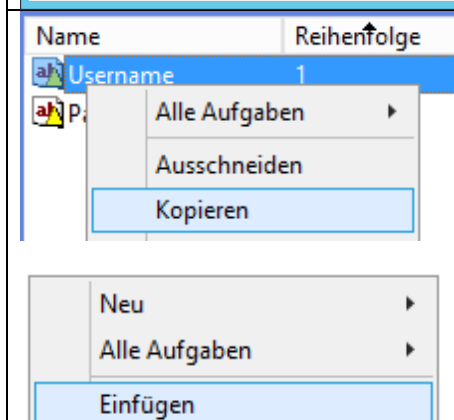 Name Reihenfolge
Username 1
Alle Aufgaben
Ausschneiden
Kopieren
Neu
Alle Aufgaben
Einfügen